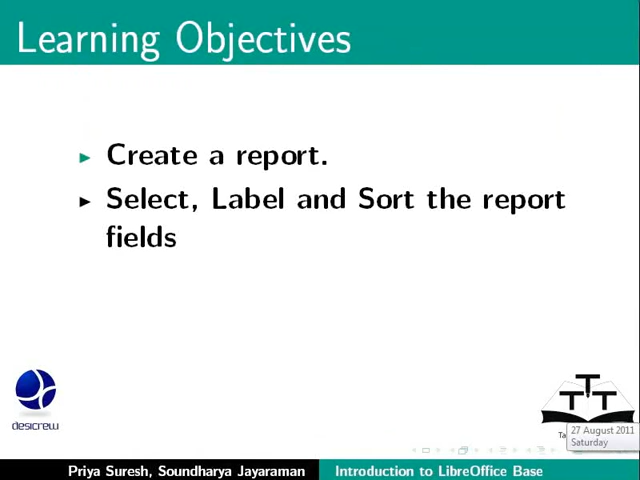 Learning Objectives
Create a report.
Select, Label and Sort the report
fields
desicrew
TTT
27 August 2011
Saturday
Priya Suresh, Soundharya Jayaraman
Introduction to LibreOffice Base